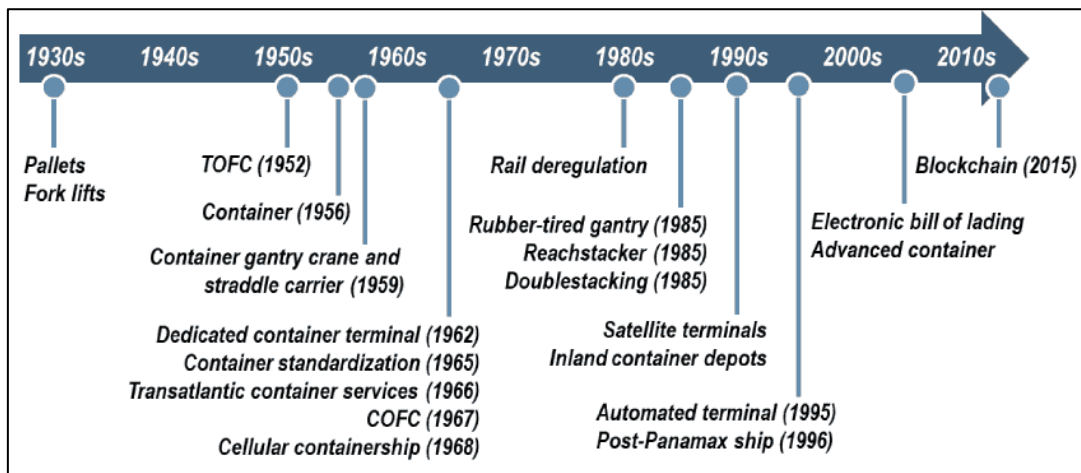 1930s 1940s 1950s 1960s 1970s 1980s 1990s 2000s 2010s
Pallets
Fork lifts
TOFC (1952)
Container (1956)
Container gantry crane and
straddle carrier (1959)
Dedicated container terminal (1962)
Container standardization (1965)
Transatlantic container services (1966)
COFC (1967)
Cellular containership (1968)
Rail deregulation
Rubber-tired gantry (1985)
Reachstacker (1985)
Doublestacking (1985)
Satellite terminals
Inland container depots
Automated terminal (1995)
Post-Panamax ship (1996)
Electronic bill of lading
Advanced container
Blockchain (2015)